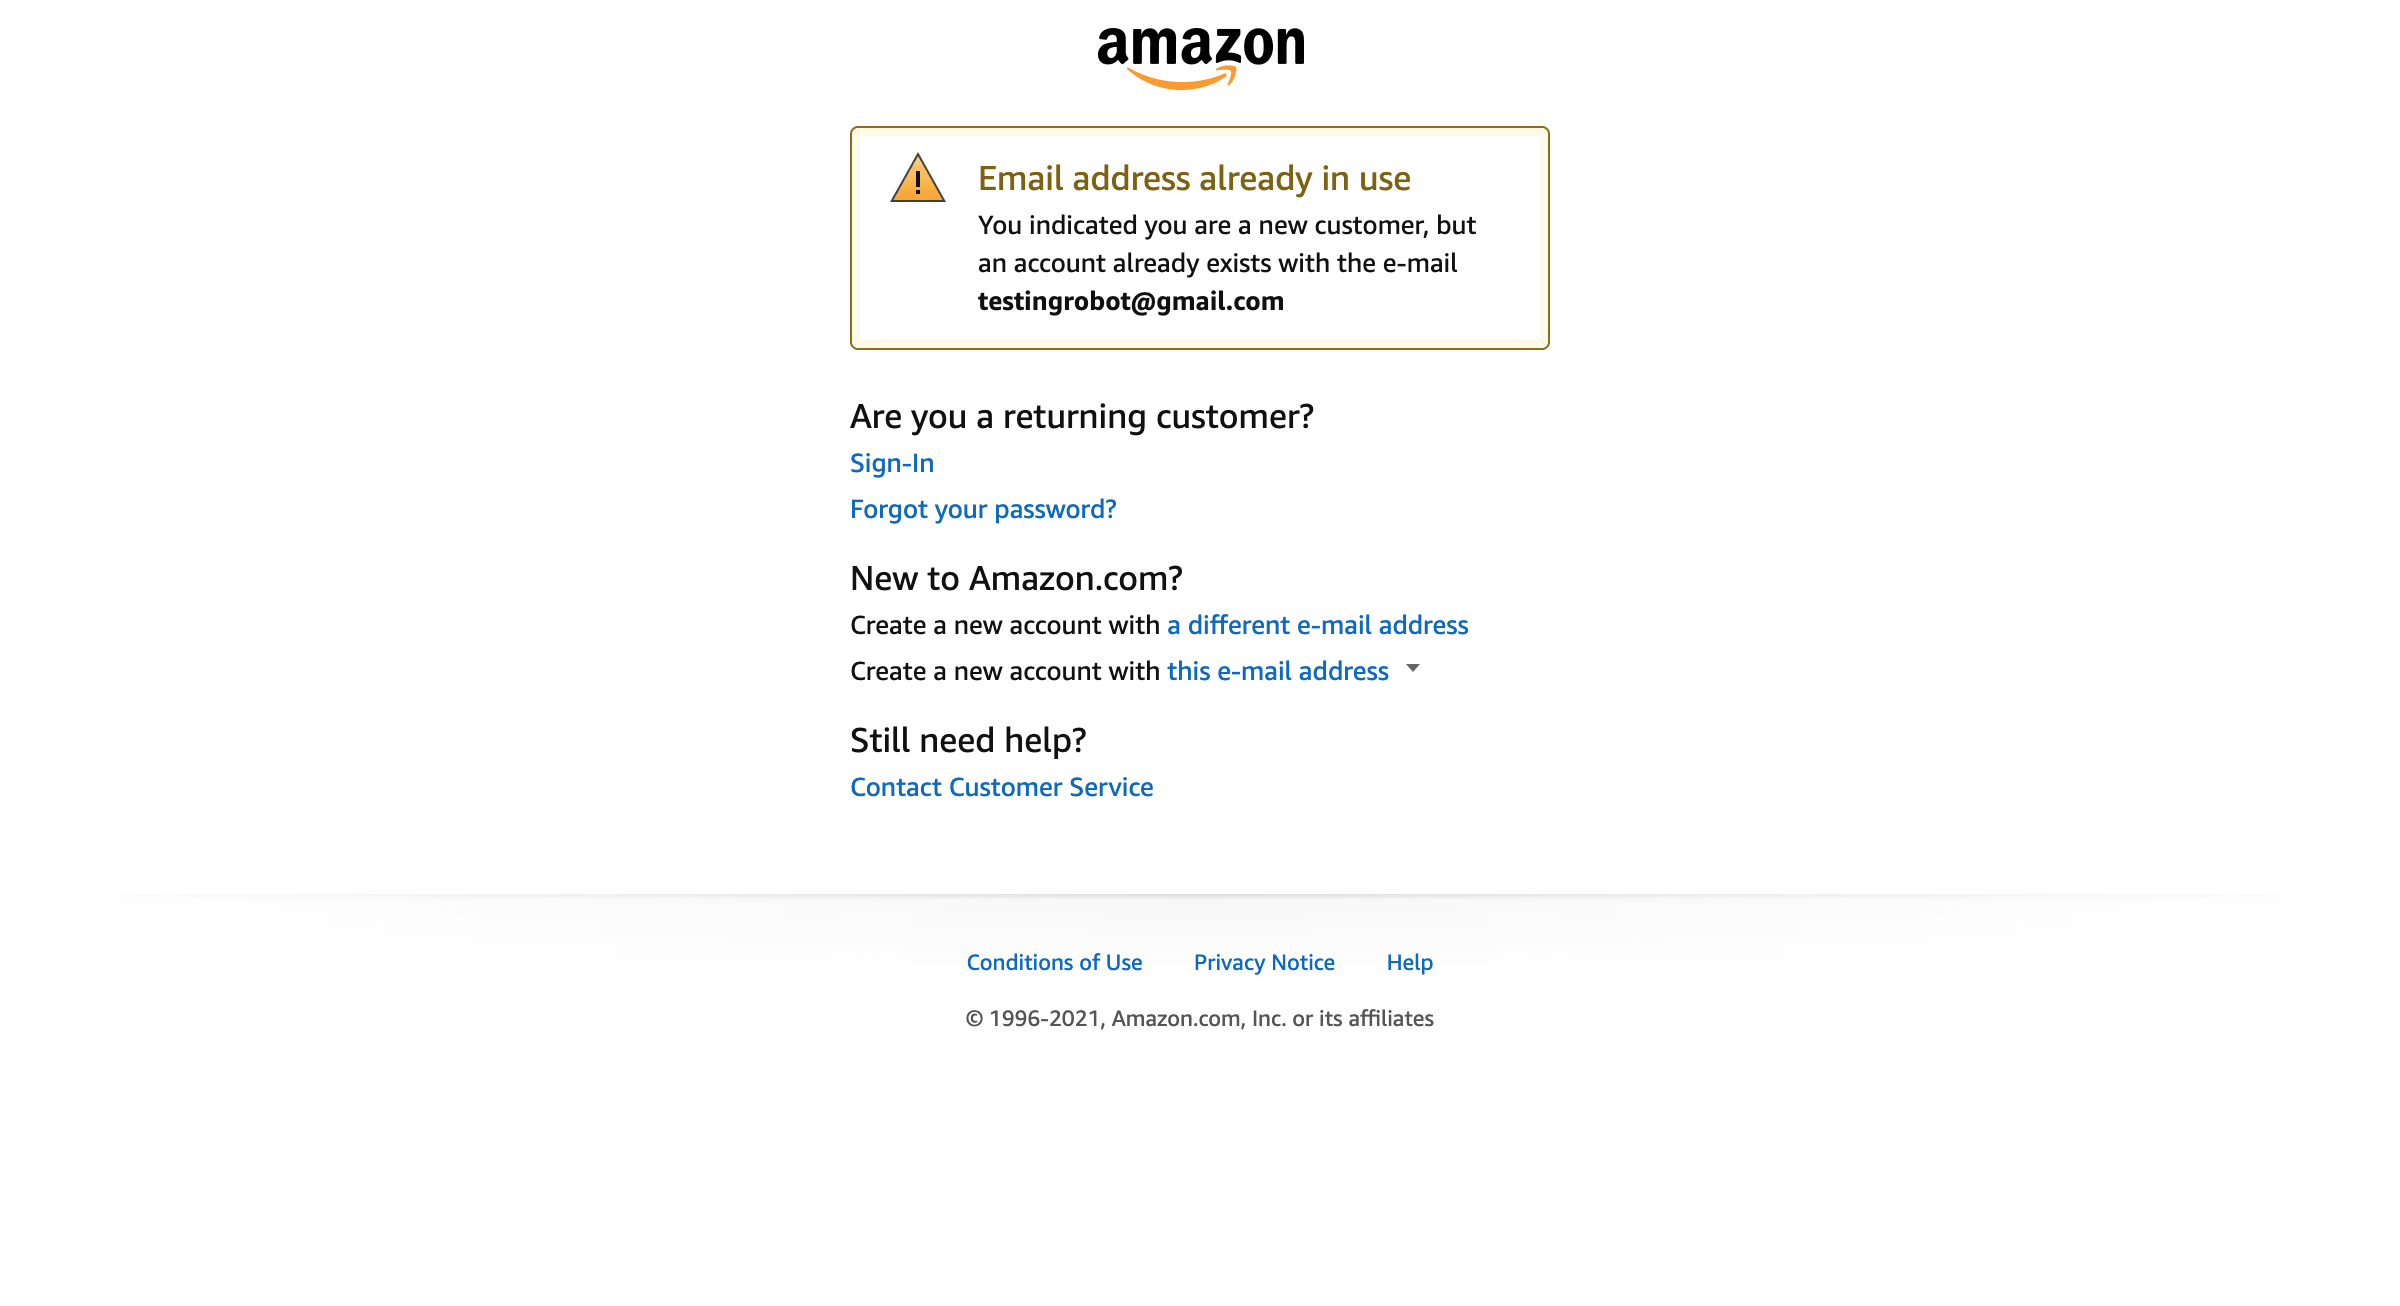 amazon
Email address already in use
You indicated you are a new customer, but
an account already exists with the e-mail
testingrobot@gmail.com
Are you a returning customer?
Sign-In
Forgot your password?
New to Amazon.com?
Create a new account with a different e-mail address
Create a new account with this e-mail address
Still need help?
Contact Customer Service
Conditions of Use Privacy Notice Help
© 1996-2021, Amazon.com, Inc. or its affiliates